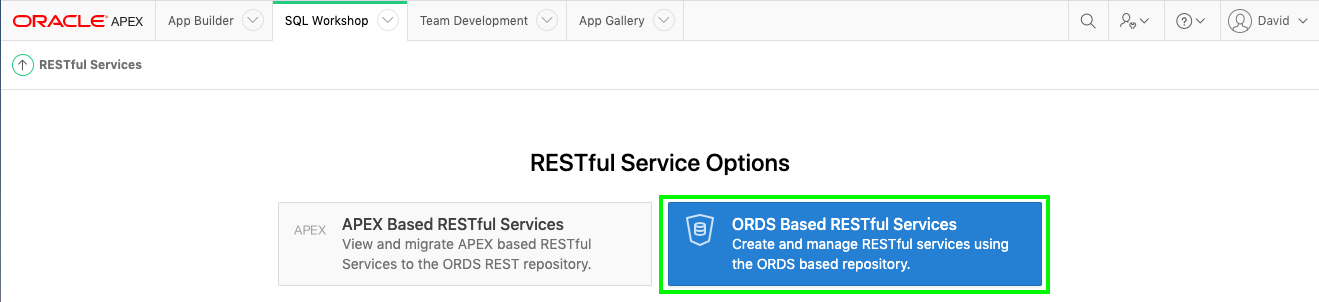 ORACLE APEX App Builder SQL Workshop Team Development App Gallery David
RESTful Services
RESTful Service Options
APEX APEX Based RESTful Services
View and migrate APEX based RESTful
Services to the ORDS REST repository.
ORDS Based RESTful Services
Create and manage RESTful services using
the ORDS based repository.